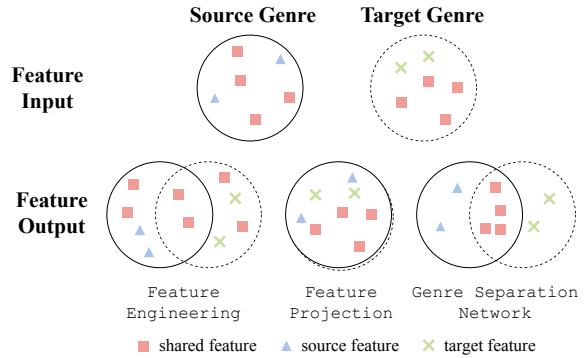 Source Genre
Target Genre
Feature
Input
Feature
Output
Feature
Engineering
Feature
Projection
Genre Separation
Network
shared feature
source feature
target feature